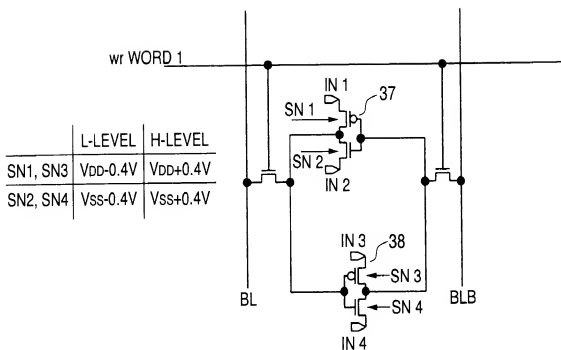 wr WORD 1
IN 1
37
SN 1
L-LEVEL H-LEVEL
SN1, SN3 VDD-0.4V VDD+0.4V
SN2, SN4 VSS-0.4V VSS+0.4V
SN 2
IN 2
IN 3
38
SN 3
BL
SN 4
BLB
IN 4